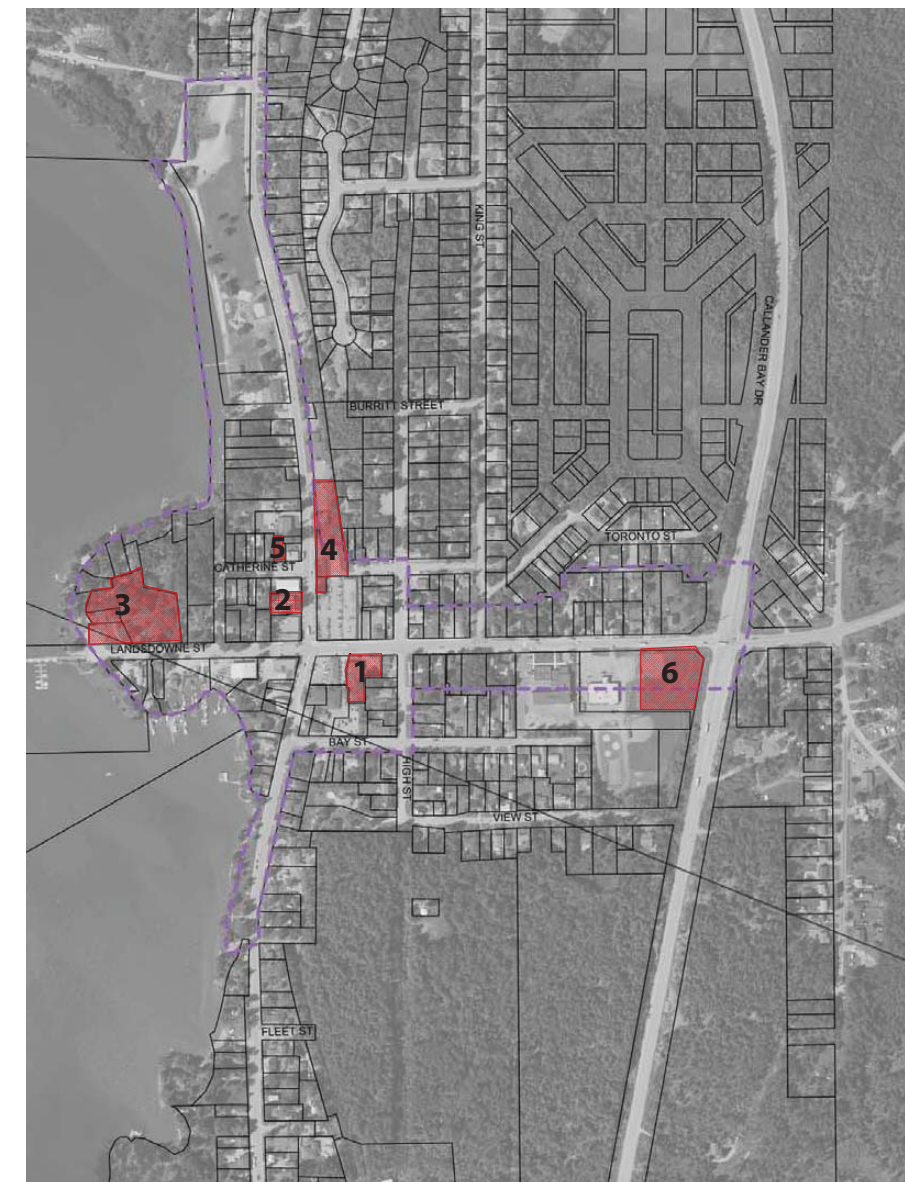 KING ST
CALLANDER BAY DR
BURRITT STREET
TORONTO ST
5
4
CATHERINE ST
2
3
LANDSDOWNE ST
1
6
BAY ST
HIGH ST
VIEW ST
FLEET ST